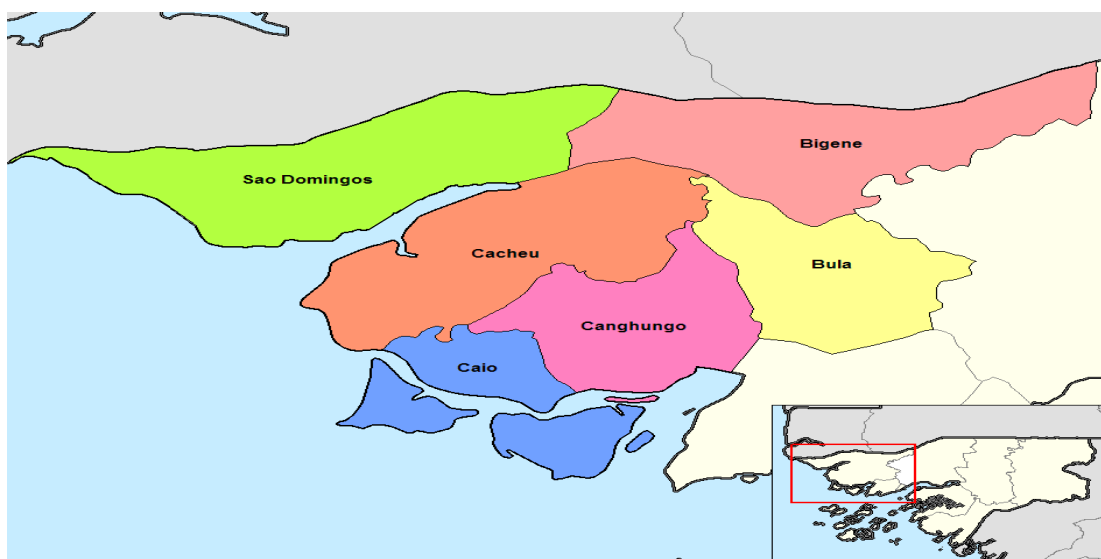 Bigene
Sao Domingos
Cacheu
Bula
Canghungo
Caio